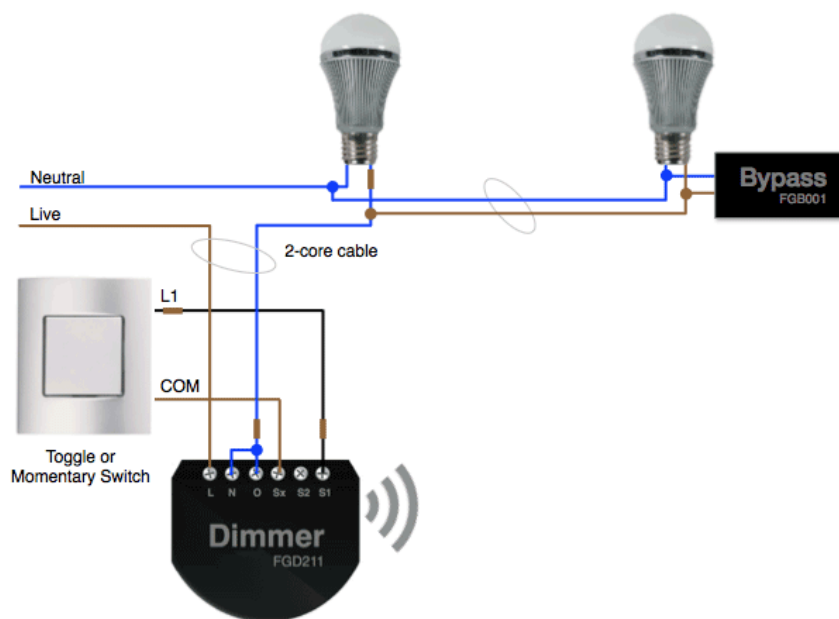 Neutral
Bypass
FGB001
Live
2-core cable
L1
COM
Toggle or
Momentary Switch
L N O Sx S2 S1
Dimmer
FGD211